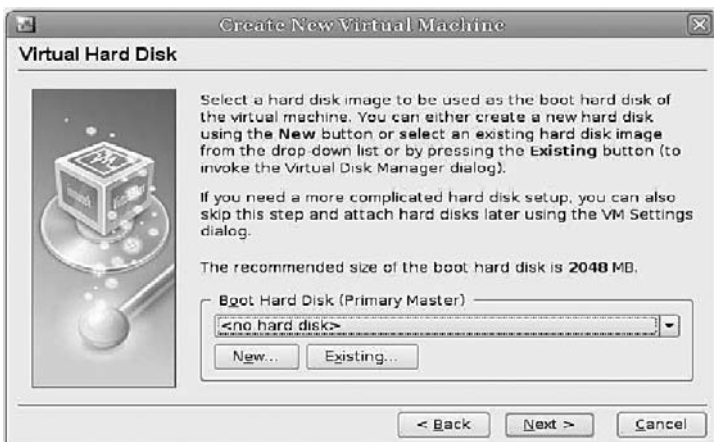 Create New Virtual Machine
Virtual Hard Disk
Select a hard disk image to be used as the boot hard disk of
the virtual machine. You can either create a new hard disk
using the New button or select an existing hard disk image
from the drop-down list or by pressing the Existing button (to
invoke the Virtual Disk Manager dialog).
If you need a more complicated hard disk setup, you can also
skip this step and attach hard disks later using the VM Settings
dialog.
The recommended size of the boot hard disk is 2048 MB.
Boot Hard Disk (Primary Master)
<no hard disk>
New... Existing...
< Back Next > Cancel